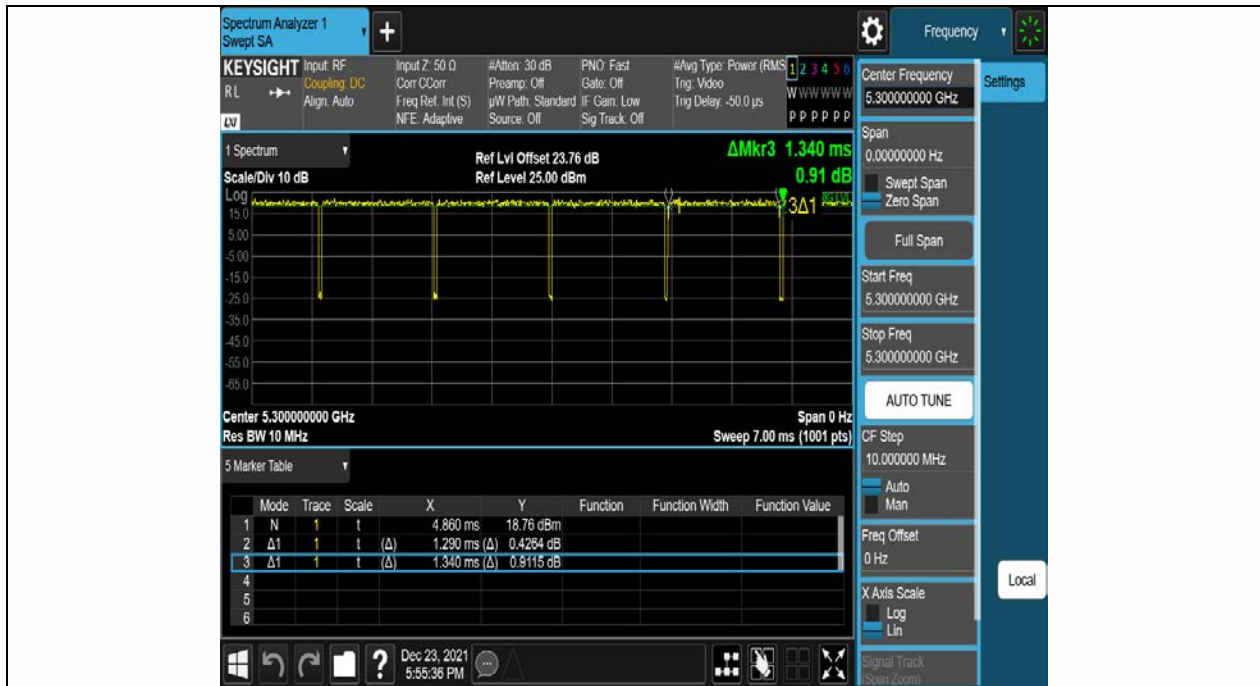 Spectrum Analyzer 1
Swept SA
+
Frequency
KEYSIGHT
RL
LXI
Input: RF
Coupling: DC
Align: Auto
Input Z: 50 Ω
Corr CCorr
Freq Ref: Int (S)
NFE: Adaptive
#Atten: 30 dB
Preamp: Off
µW Path: Standard
Source: Off
PNO: Fast
Gate: Off
IF Gain: Low
Sig Track: Off
#Avg Type: Power (RMS
Trig: Video
Trig Delay: -50.0 µs
1 2 3 4 5 6
W W W W W W
P P P P P P
1 Spectrum
Scale/Div 10 dB
Ref Lvl Offset 23.76 dB
Ref Level 25.00 dBm
ΔMkr3 1.340 ms
0.91 dB
Log
15.0
5.00
-5.00
-15.0
-25.0
-35.0
-45.0
-55.0
-65.0
1
3Δ1
Center 5.300000000 GHz
Res BW 10 MHz
Span 0 Hz
Sweep 7.00 ms (1001 pts)
5 Marker Table
Mode Trace Scale X Y Function Function Width Function Value
1 N 1 t 4.860 ms 18.76 dBm
2 Δ1 1 t (Δ) 1.290 ms (Δ) 0.4264 dB
3 Δ1 1 t (Δ) 1.340 ms (Δ) 0.9115 dB
4
5
6
Dec 23, 2021
5:55:36 PM
?
Center Frequency
5.300000000 GHz
Span
0.00000000 Hz
Swept Span
Zero Span
Full Span
Start Freq
5.300000000 GHz
Stop Freq
5.300000000 GHz
AUTO TUNE
CF Step
10.000000 MHz
Auto
Man
Freq Offset
0 Hz
X Axis Scale
Log
Lin
Signal Track
(Span Zoom)
Settings
Local